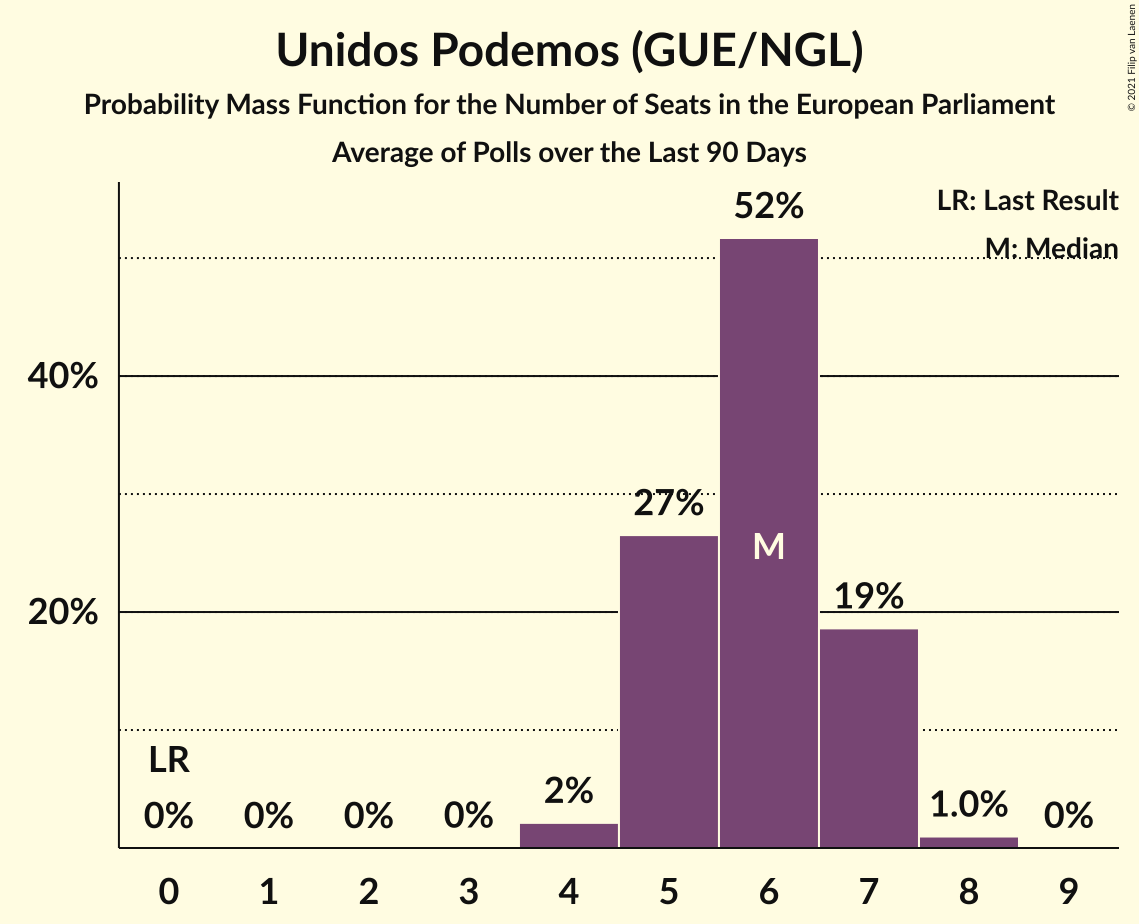 Unidos Podemos (GUE/NGL)
Probability Mass Function for the Number of Seats in the European Parliament
Average of Polls over the Last 90 Days
© 2021 Filip van Laenen
LR: Last Result
M: Median
52%
40%
27%
M
20%
19%
LR
0% 0% 0% 0% 2% 1.0% 0%
0 1 2 3 4 5 6 7 8 9